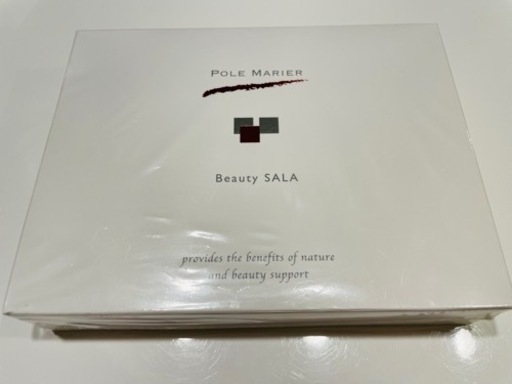 POLE MARIER
Beauty SALA
provides the benefits of nature
and beauty support